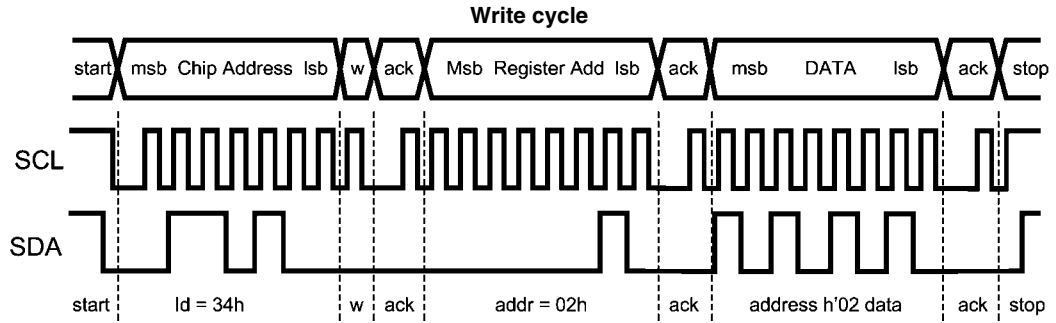 Write cycle
start msb Chip Address lsb w ack Msb Register Add lsb ack msb DATA lsb ack stop
SCL
SDA
start Id = 34h w ack addr = 02h ack address h'02 data ack stop